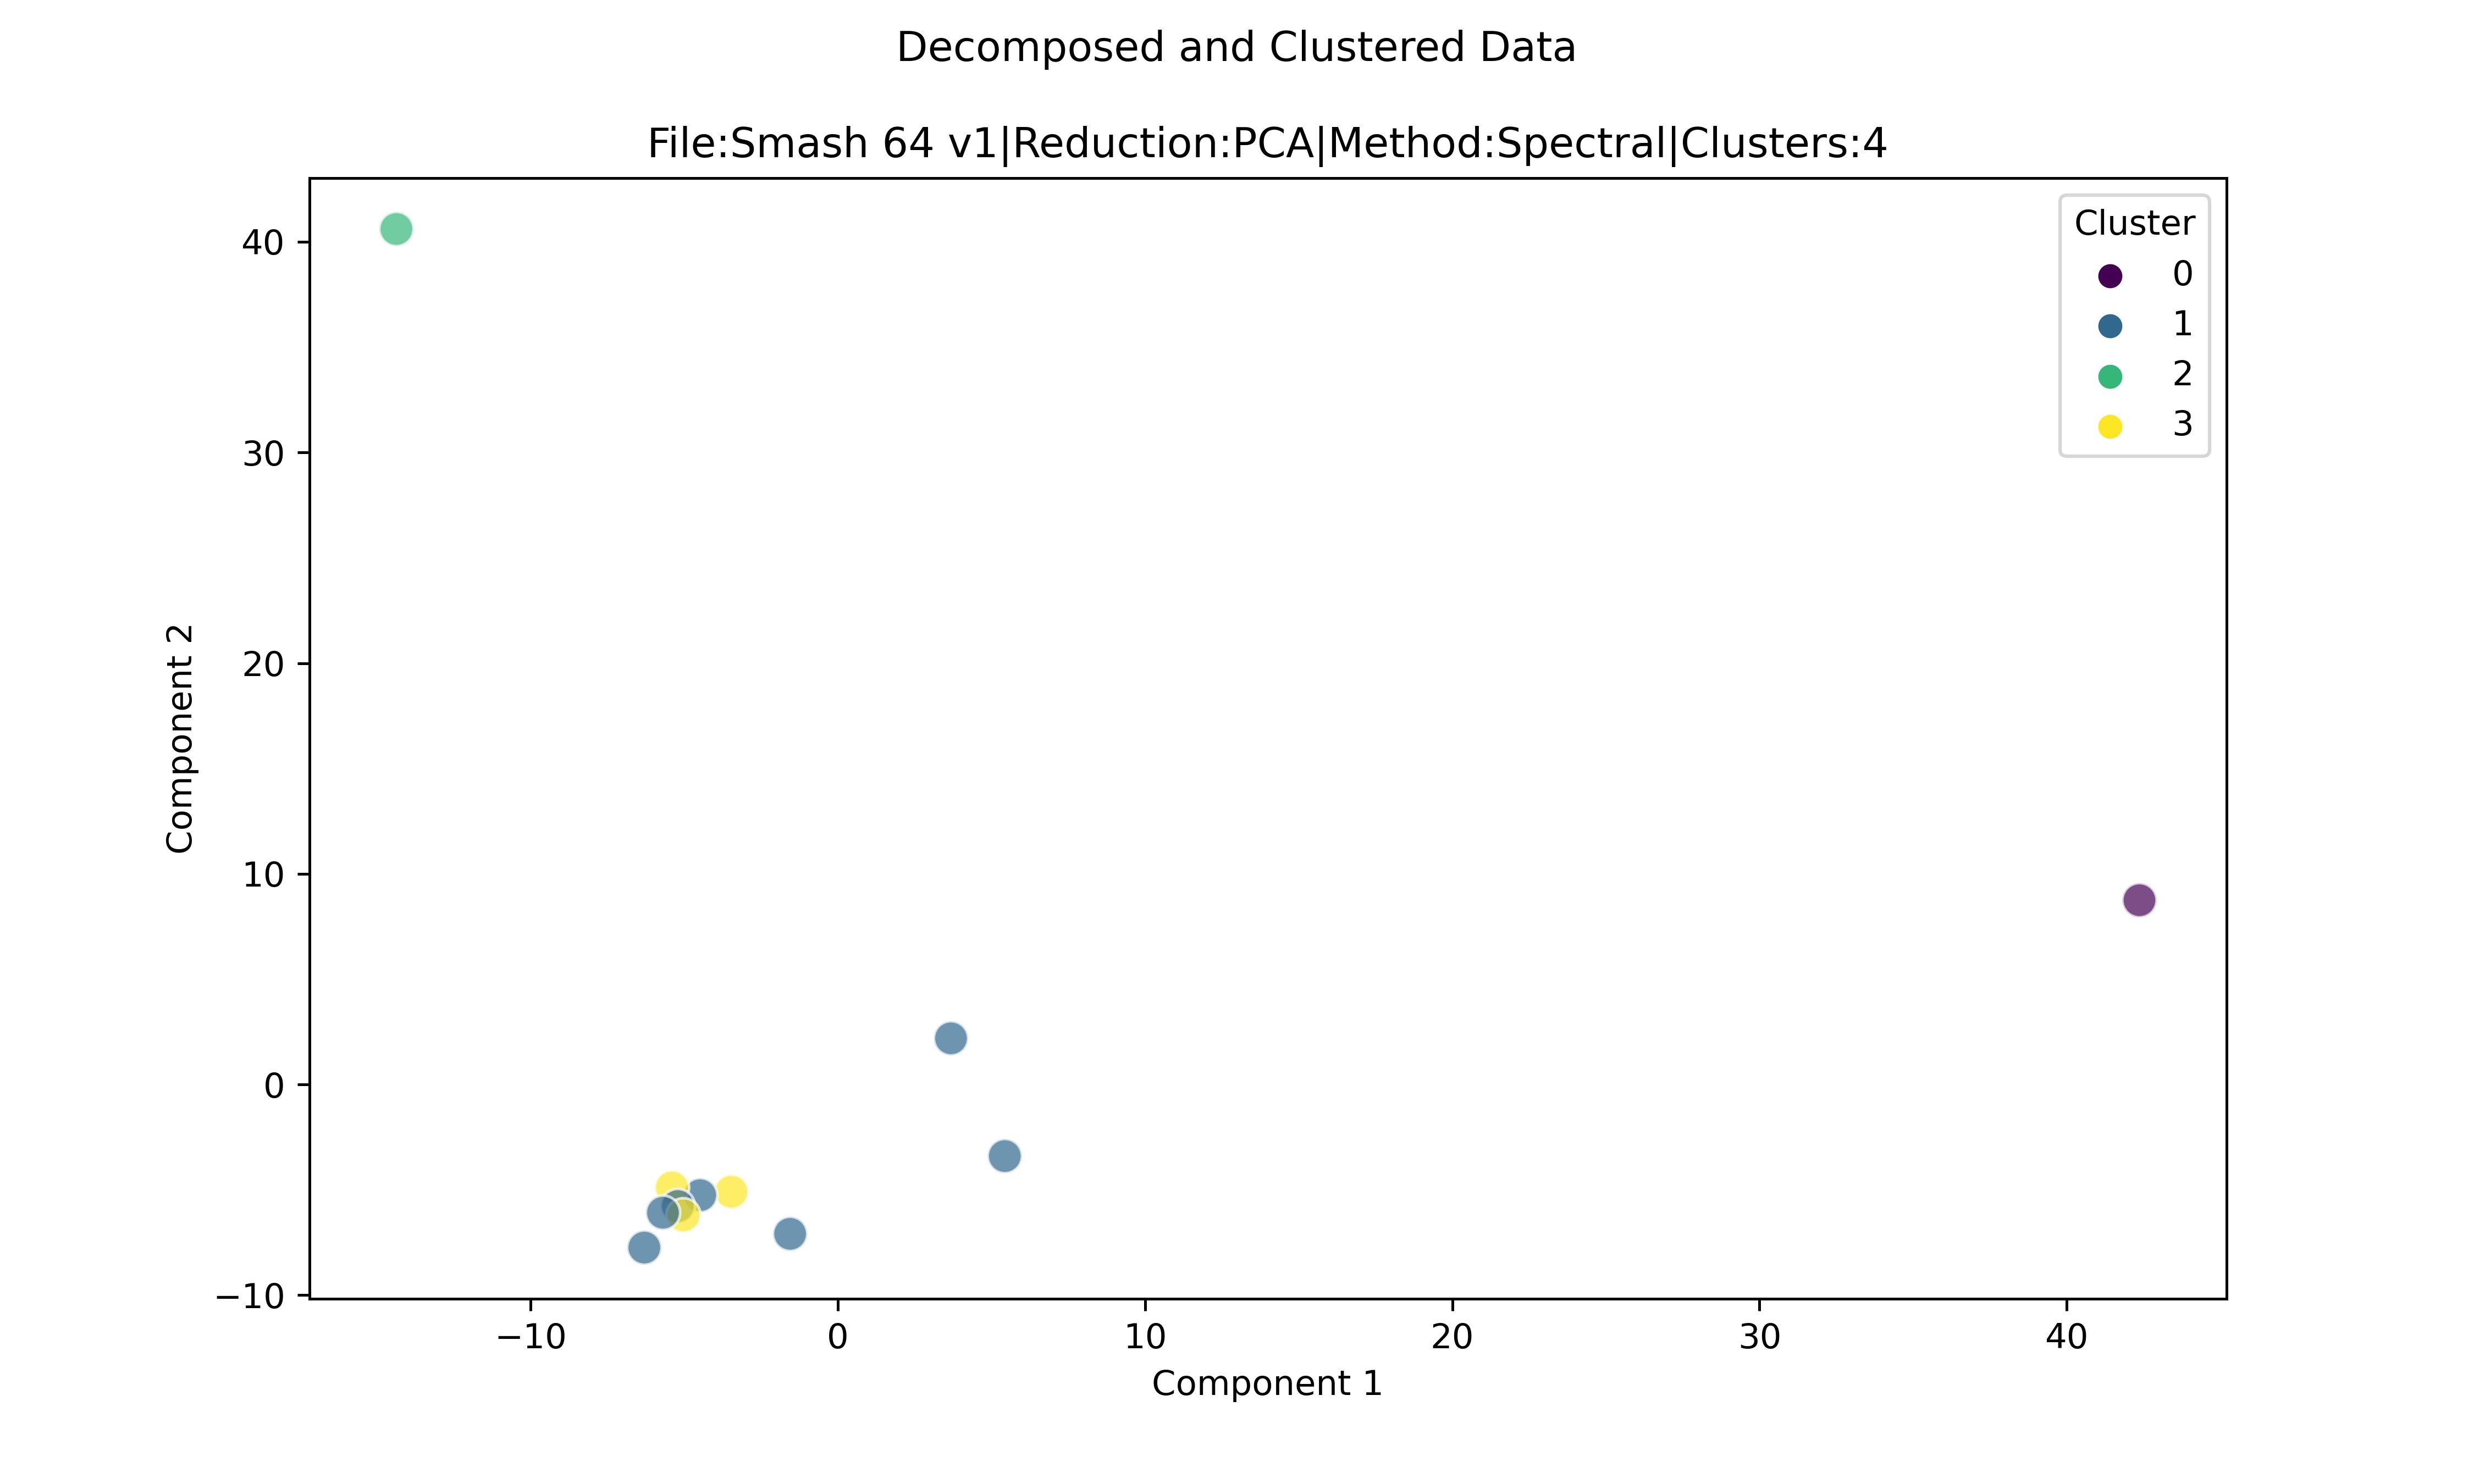 Decomposed and Clustered Data
File:Smash 64 v1|Reduction:PCA|Method:Spectral|Clusters:4
Cluster
0
1
2
3
40
30
20
10
0
−10
Component 2
−10 0 10 20 30 40
Component 1